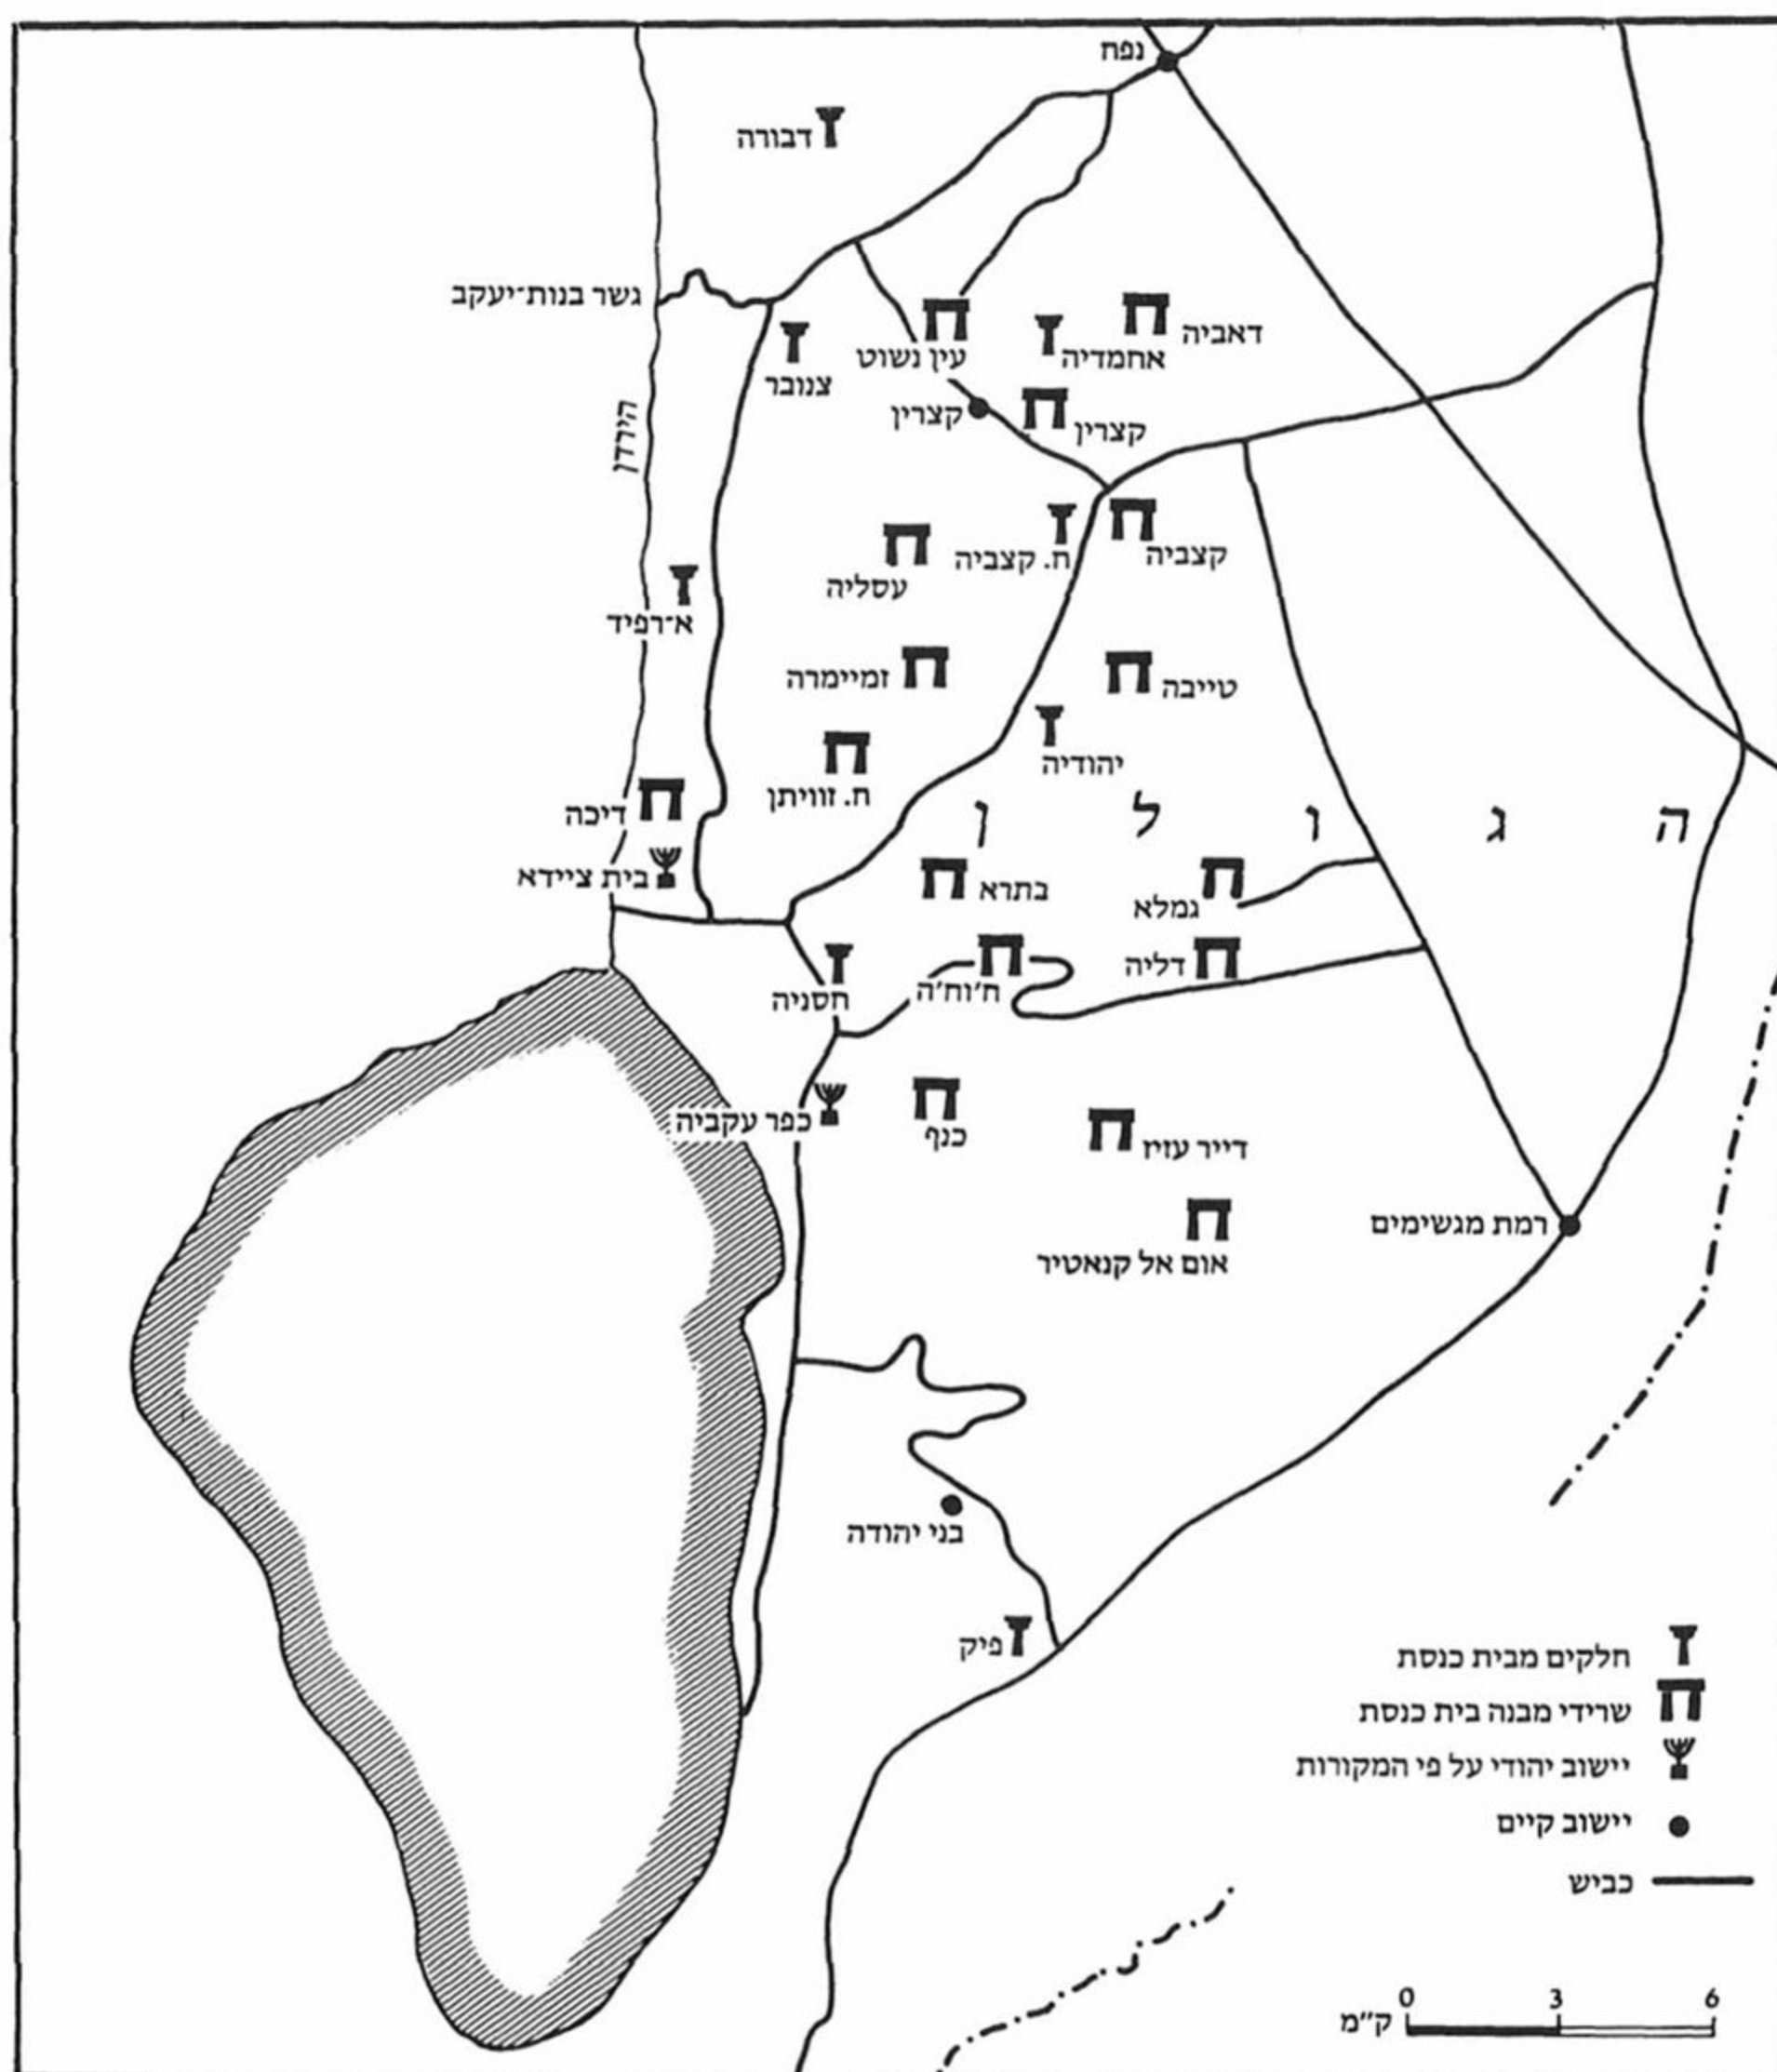 נפח
דבורה
גשר בנות־יעקב
צנובר
עין נשוט
אחמדיה
דאביה
קצרין
קצרין
הירדן
ח. קצביה
קצביה
עסליה
א־רפיד
זמיימרה
טייבה
יהודיה
ח. זוויתן
דיכה
ה ג ו ל ן
בית ציידא
בתרא
גמלא
דליה
ח'וח'ה
חסניה
כפר עקביה
כנף
דייר עזיז
רמת מגשימים
אום אל קנאטיר
בני יהודה
פיק
חלקים מבית כנסת
שרידי מבנה בית כנסת
יישוב יהודי על פי המקורות
יישוב קיים
כביש
0 3 6
ק"מ